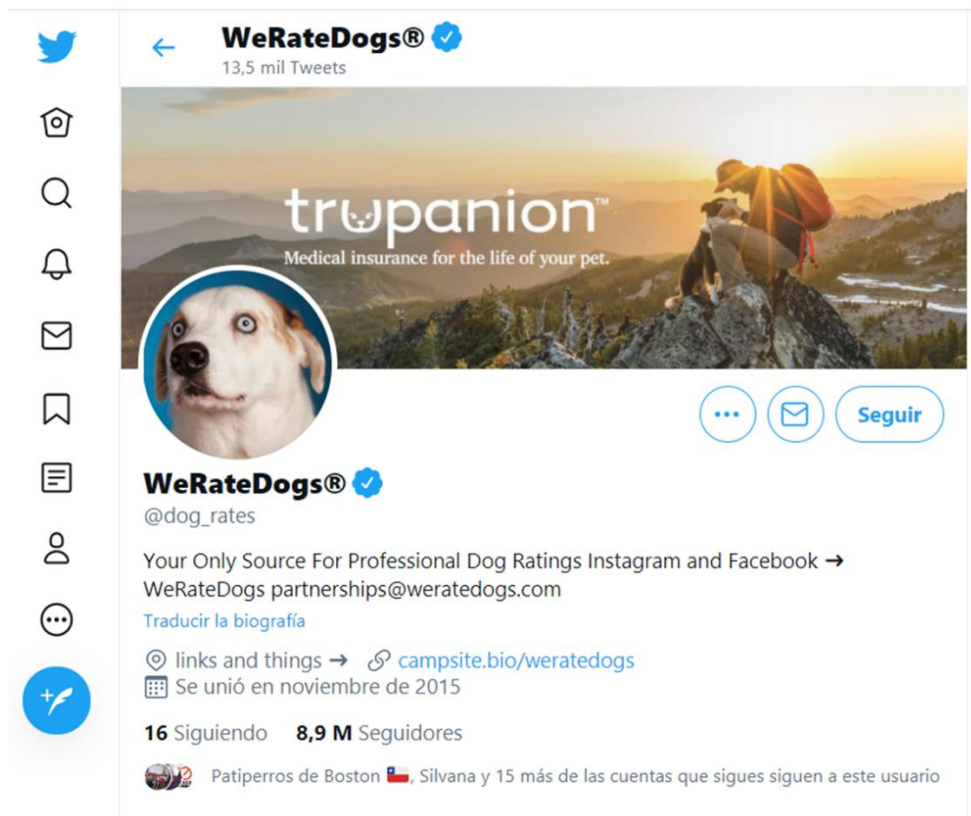 WeRateDogs®
13,5 mil Tweets
trupanion™
Medical insurance for the life of your pet.
Seguir
WeRateDogs®
@dog_rates
Your Only Source For Professional Dog Ratings Instagram and Facebook →
WeRateDogs partnerships@weratedogs.com
Traducir la biografía
links and things → campsite.bio/weratedogs
Se unió en noviembre de 2015
16 Siguiendo 8,9 M Seguidores
Patiperros de Boston 🇨🇱, Silvana y 15 más de las cuentas que sigues siguen a este usuario